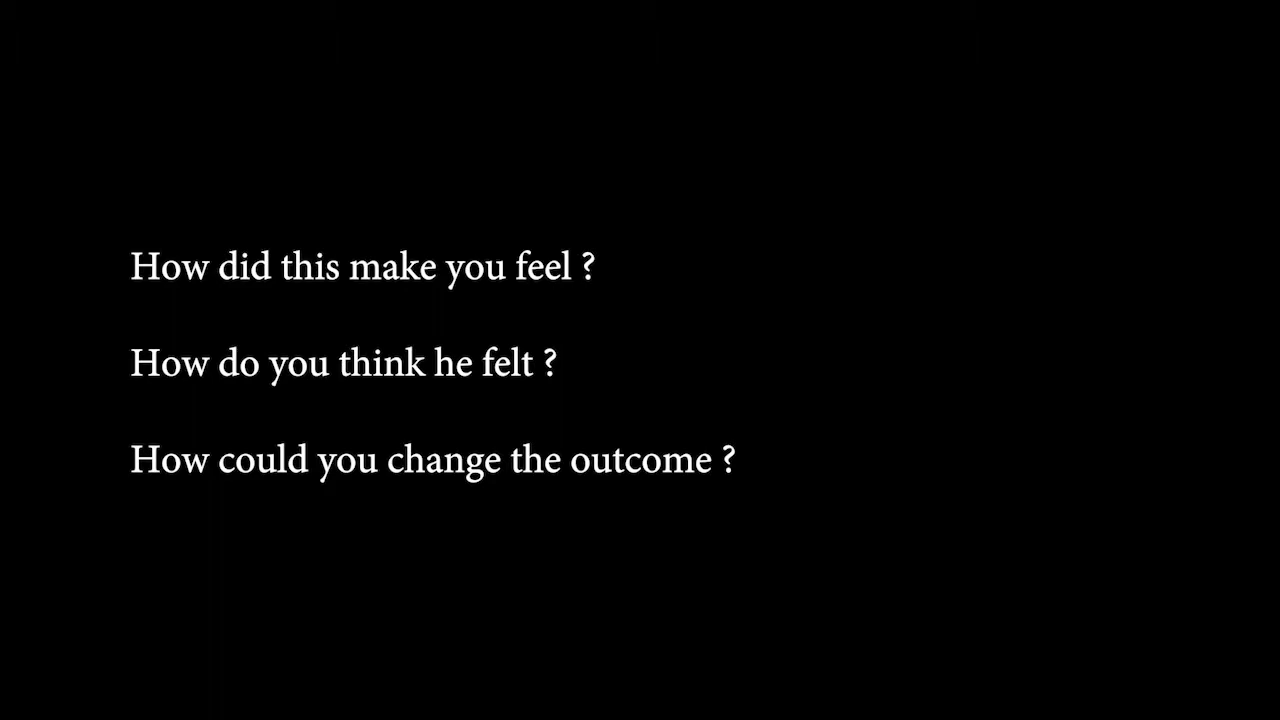 How did this make you feel ?
How do you think he felt ?
How could you change the outcome ?